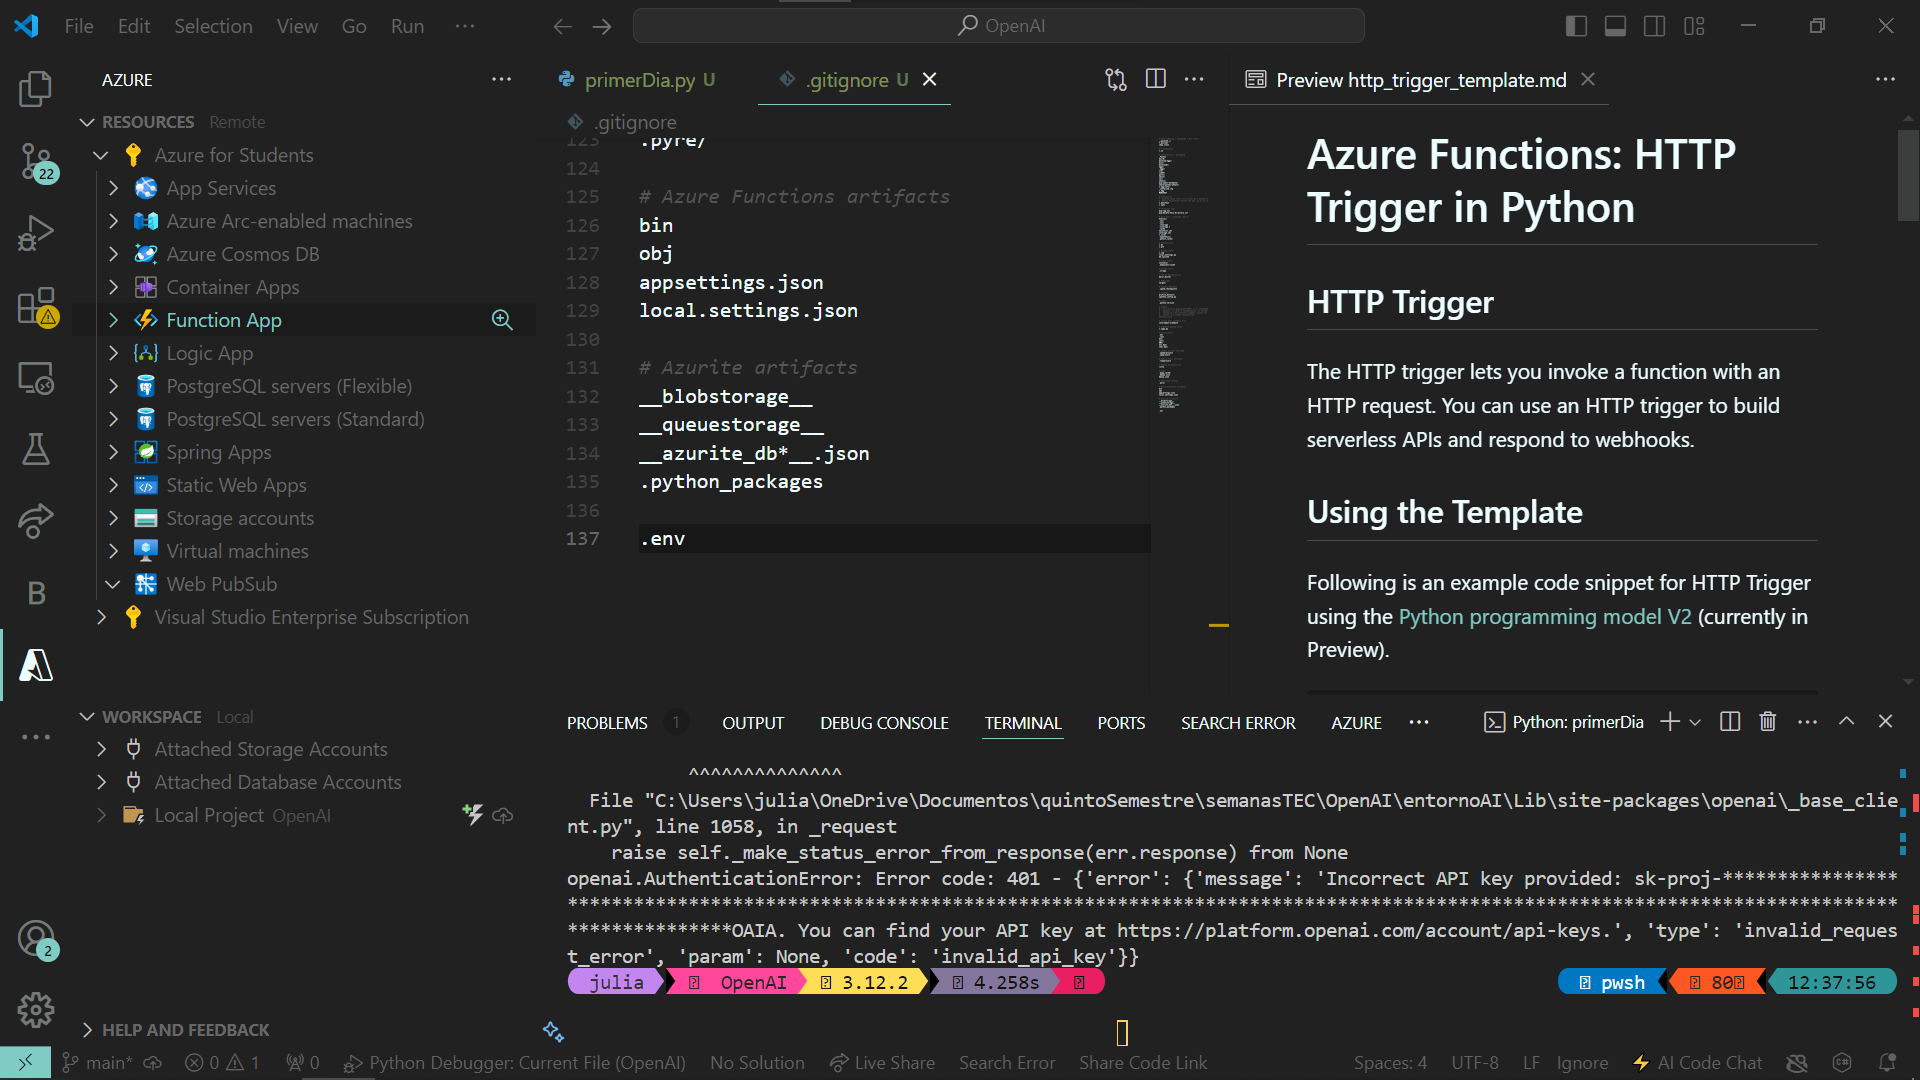 File Edit Selection View Go Run ···
OpenAI
AZURE
RESOURCES Remote
Azure for Students
App Services
Azure Arc-enabled machines
Azure Cosmos DB
Container Apps
Function App
Logic App
PostgreSQL servers (Flexible)
PostgreSQL servers (Standard)
Spring Apps
Static Web Apps
Storage accounts
Virtual machines
Web PubSub
Visual Studio Enterprise Subscription
WORKSPACE Local
Attached Storage Accounts
Attached Database Accounts
Local Project OpenAI
HELP AND FEEDBACK
22
B
2
primerDia.py U
.gitignore U
.gitignore
123 .pyre/
124
125 # Azure Functions artifacts
126 bin
127 obj
128 appsettings.json
129 local.settings.json
130
131 # Azurite artifacts
132 __blobstorage__
133 __queuestorage__
134 __azurite_db*__.json
135 .python_packages
136
137 .env
Preview http_trigger_template.md
Azure Functions: HTTP
Trigger in Python
HTTP Trigger
The HTTP trigger lets you invoke a function with an
HTTP request. You can use an HTTP trigger to build
serverless APIs and respond to webhooks.
Using the Template
Following is an example code snippet for HTTP Trigger
using the Python programming model V2 (currently in
Preview).
PROBLEMS 1 OUTPUT DEBUG CONSOLE TERMINAL PORTS SEARCH ERROR AZURE ··· Python: primerDia
^^^^^^^^^^^^^^
File "C:\Users\julia\OneDrive\Documentos\quintoSemestre\semanasTEC\OpenAI\entornoAI\Lib\site-packages\openai\_base_clie
nt.py", line 1058, in _request
raise self._make_status_error_from_response(err.response) from None
openai.AuthenticationError: Error code: 401 - {'error': {'message': 'Incorrect API key provided: sk-proj-****************
*************************************************************************************************************************
***************OAIA. You can find your API key at https://platform.openai.com/account/api-keys.', 'type': 'invalid_reques
t_error', 'param': None, 'code': 'invalid_api_key'}}
julia OpenAI 3.12.2 4.258s pwsh 80 12:37:56
main* 0 1 0 Python Debugger: Current File (OpenAI) No Solution Live Share Search Error Share Code Link Spaces: 4 UTF-8 LF Ignore AI Code Chat